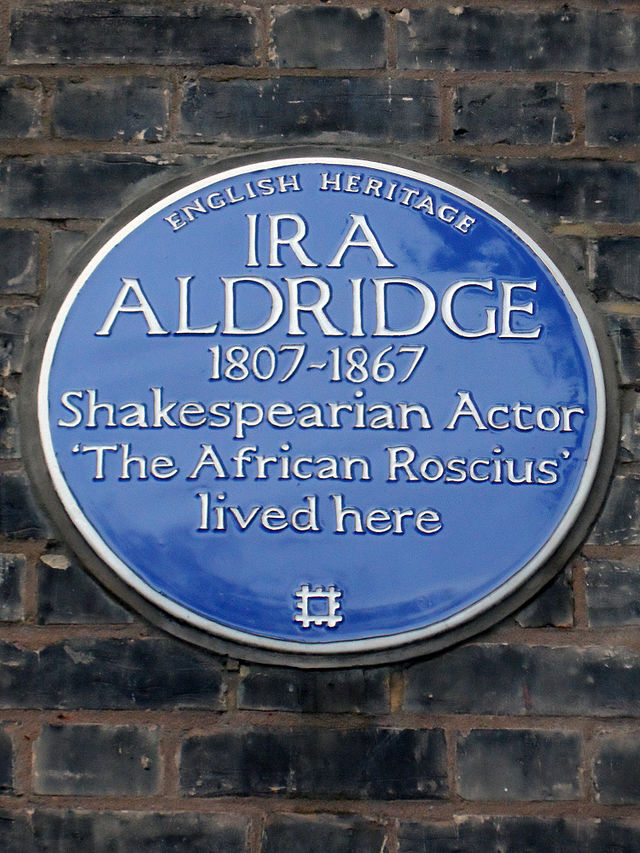 ENGLISH HERITAGE
IRA
ALDRIDGE
1807-1867
Shakespearian Actor
'The African Roscius'
lived here